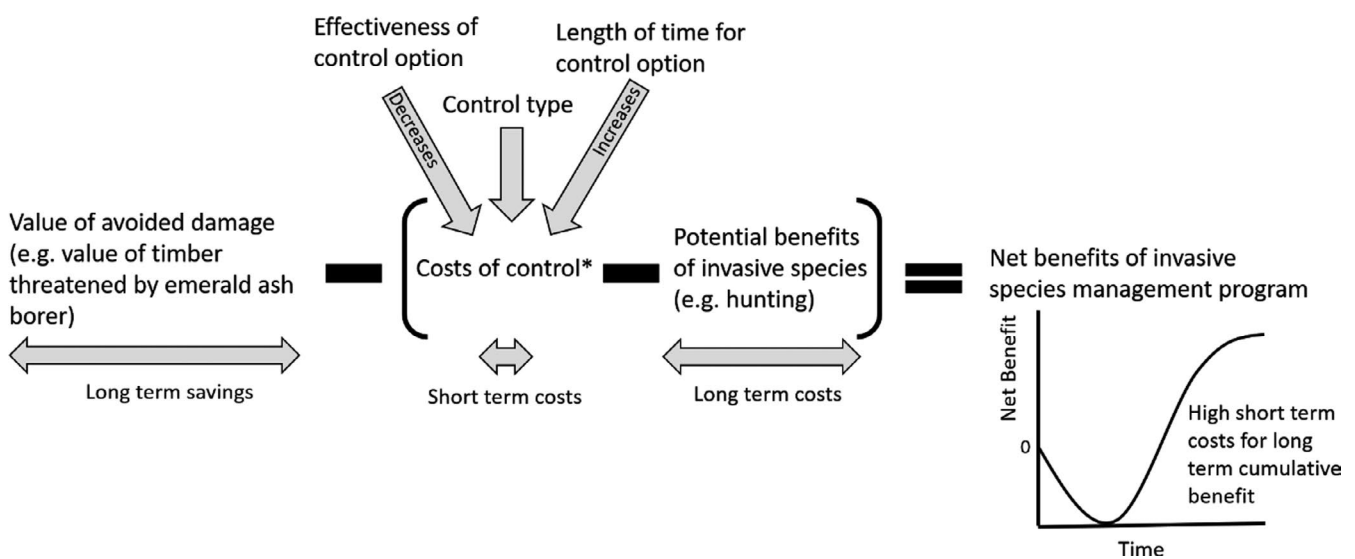 Effectiveness of
control option
Length of time for
control option
Control type
Decreases
Increases
Value of avoided damage
(e.g. value of timber
threatened by emerald ash
borer)
Costs of control*
Potential benefits
of invasive species
(e.g. hunting)
Net benefits of invasive
species management program
Long term savings
Short term costs
Long term costs
Net Benefit
0
High short term
costs for long
term cumulative
benefit
Time